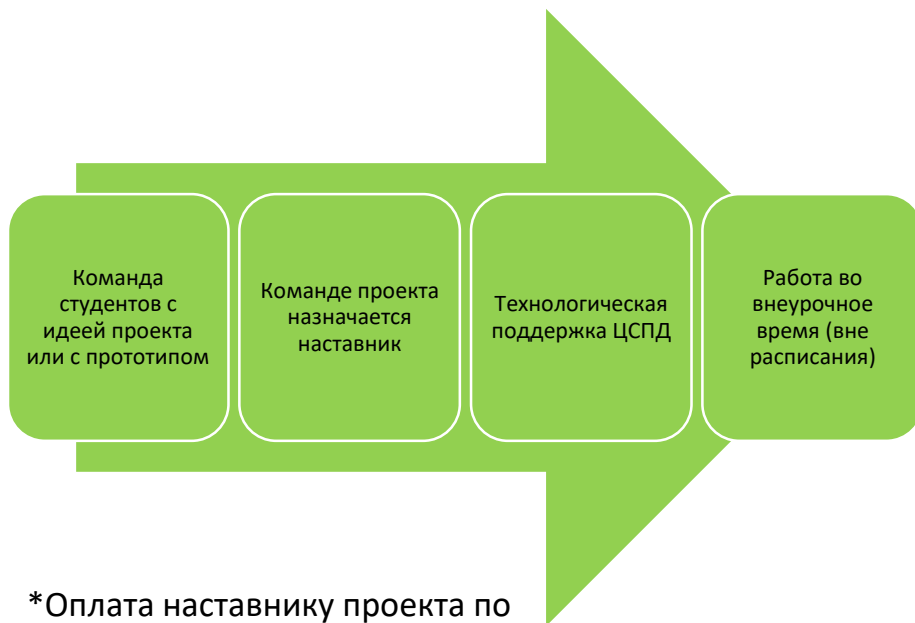 Команда
студентов с
идеей проекта
или с прототипом
Команде проекта
назначается
наставник
Технологическая
поддержка ЦСПД
Работа во
внеурочное
время (вне
расписания)
*Оплата наставнику проекта по